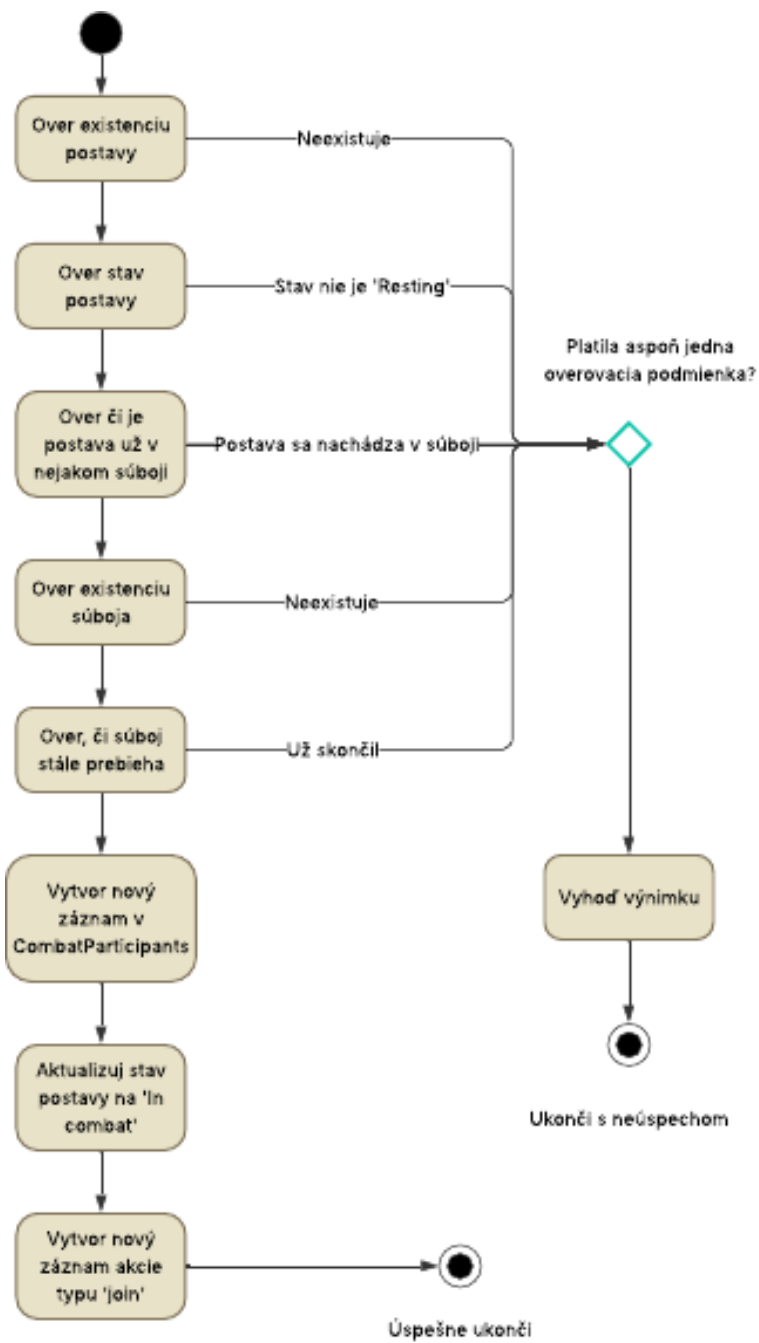 Over existenciu
postavy
Neexistuje
Over stav
postavy
Stav nie je 'Resting'
Platila aspoň jedna
overovacia podmienka?
Over či je
postava už v
nejakom súboji
Postava sa nachádza v súboji
Over existenciu
súboja
Neexistuje
Over, či súboj
stále prebieha
Už skončil
Vytvor nový
záznam v
CombatParticipants
Vyhoď výnimku
Aktualizuj stav
postavy na 'In
combat'
Ukonči s neúspechom
Vytvor nový
záznam akcie
typu 'join'
Úspešne ukonči